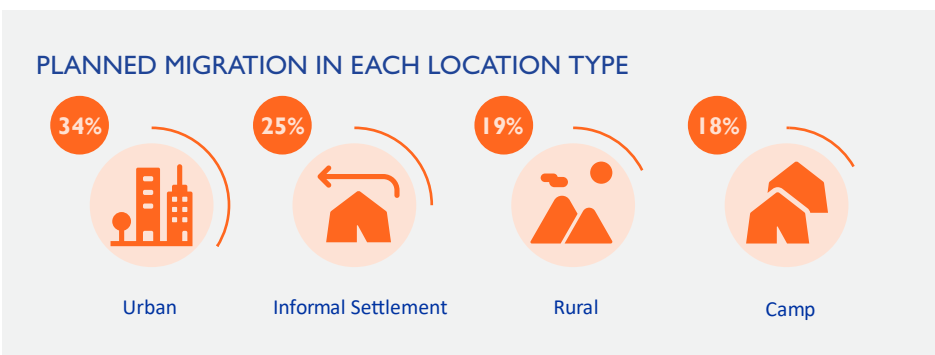 PLANNED MIGRATION IN EACH LOCATION TYPE
34%
25%
19%
18%
Urban
Informal Settlement
Rural
Camp